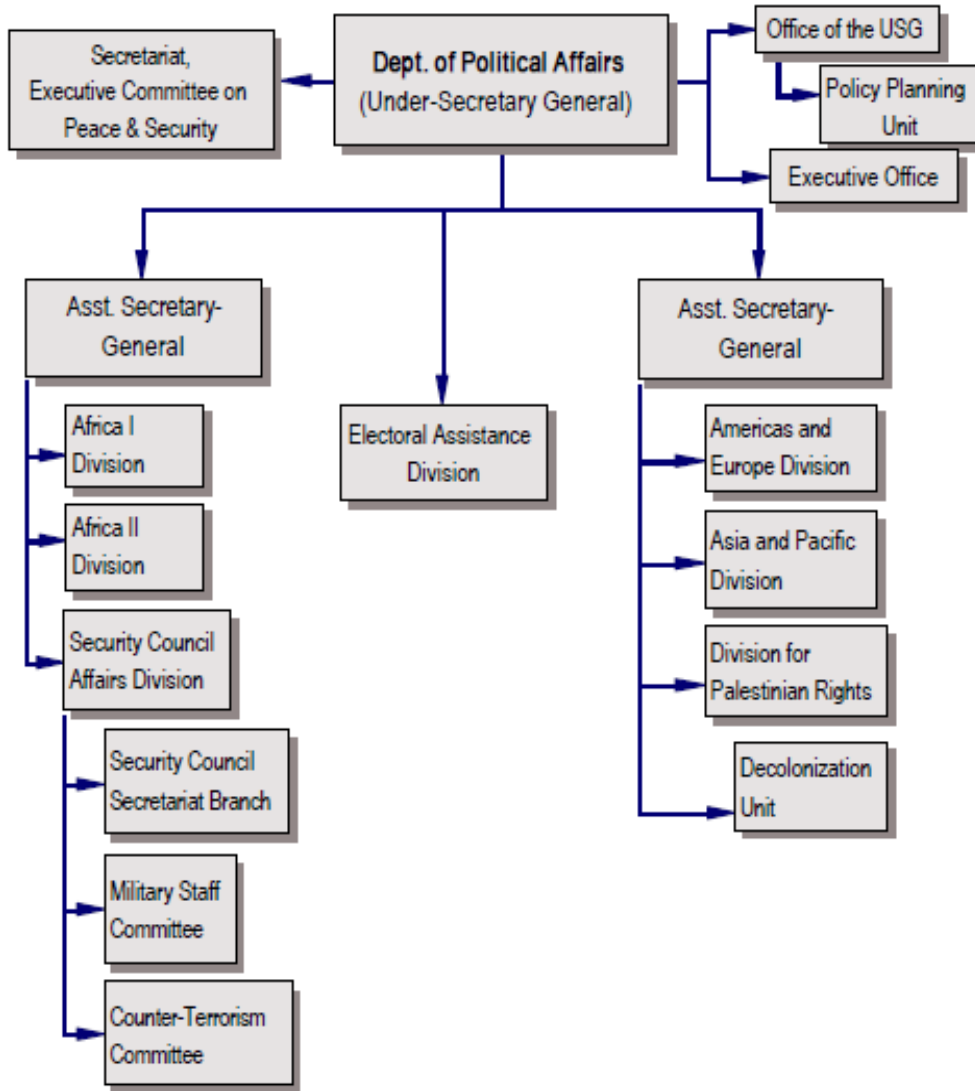 Secretariat,
Executive Committee on
Peace & Security
Dept. of Political Affairs
(Under-Secretary General)
Office of the USG
Policy Planning
Unit
Executive Office
Asst. Secretary-
General
Africa I
Division
Africa II
Division
Security Council
Affairs Division
Security Council
Secretariat Branch
Military Staff
Committee
Counter-Terrorism
Committee
Electoral Assistance
Division
Asst. Secretary-
General
Americas and
Europe Division
Asia and Pacific
Division
Division for
Palestinian Rights
Decolonization
Unit